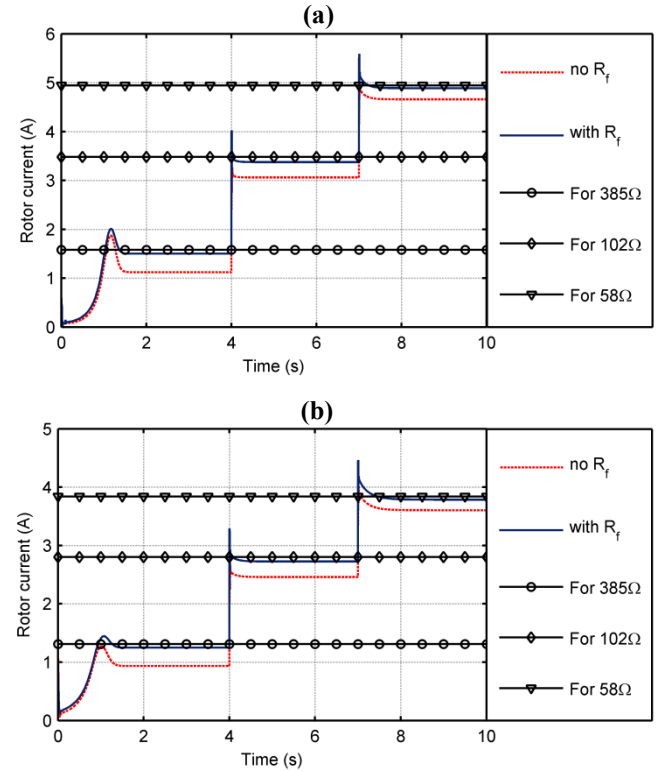 (a)
Rotor current (A)
6
5
4
3
2
1
0
0 2 4 6 8 10
Time (s)
no Rf
with Rf
For 385Ω
For 102Ω
For 58Ω
(b)
Rotor current (A)
5
4
3
2
1
0
0 2 4 6 8 10
Time (s)
no Rf
with Rf
For 385Ω
For 102Ω
For 58Ω